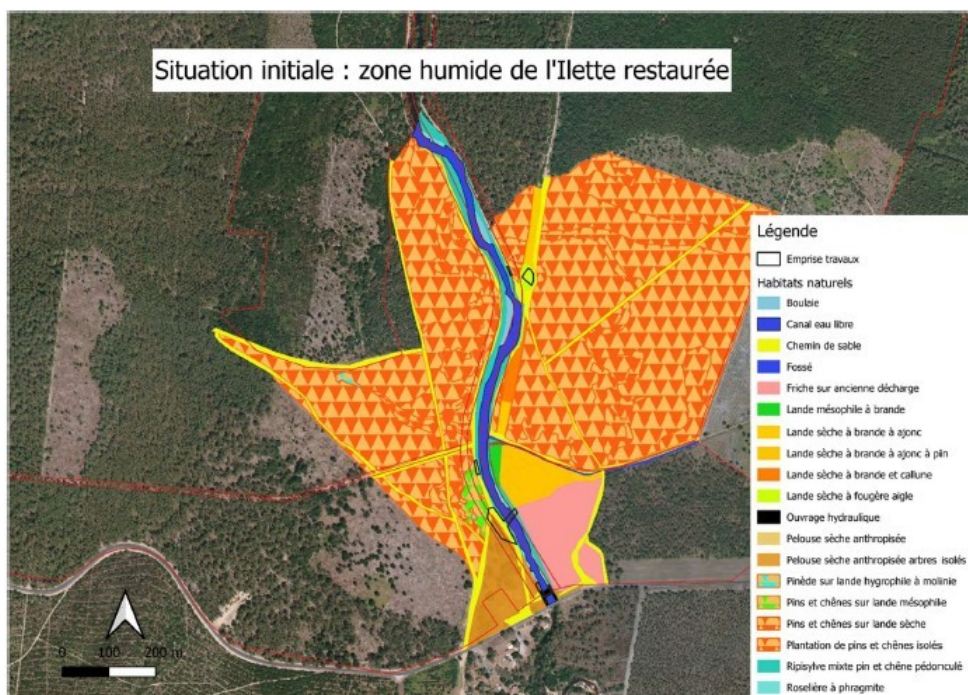 Situation initiale : zone humide de l'Ilette restaurée
Légende
Emprise travaux
Habitats naturels
Boulaie
Canal eau libre
Chemin de sable
Fossé
Friche sur ancienne décharge
Lande mésophile à brande
Lande sèche à brande à ajonc
Lande sèche à brande à ajonc à pin
Lande sèche à brande et callune
Lande sèche à fougère aigle
Ouvrage hydraulique
Pelouse sèche anthropisée
Pelouse sèche anthropisée arbres isolés
Pinède sur lande hygrophile à molinie
Pins et chênes sur lande mésophile
Pins et chênes sur lande sèche
Plantation de pins et chênes isolés
Ripisylve mixte pin et chêne pédonculé
Roselière à phragmite
0 100 200 m